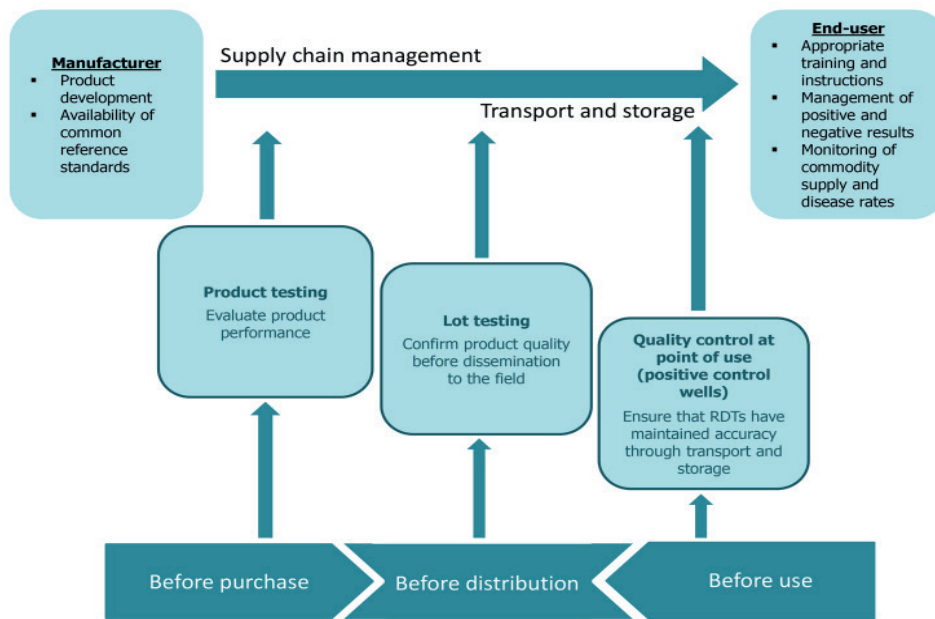 Manufacturer
▪ Product
development
▪ Availability of
common
reference
standards
Supply chain management
Transport and storage
End-user
▪ Appropriate
training and
instructions
▪ Management of
positive and
negative results
▪ Monitoring of
commodity
supply and
disease rates
Product testing
Evaluate product
performance
Lot testing
Confirm product quality
before dissemination
to the field
Quality control at
point of use
(positive control
wells)
Ensure that RDTs have
maintained accuracy
through transport and
storage
Before purchase
Before distribution
Before use